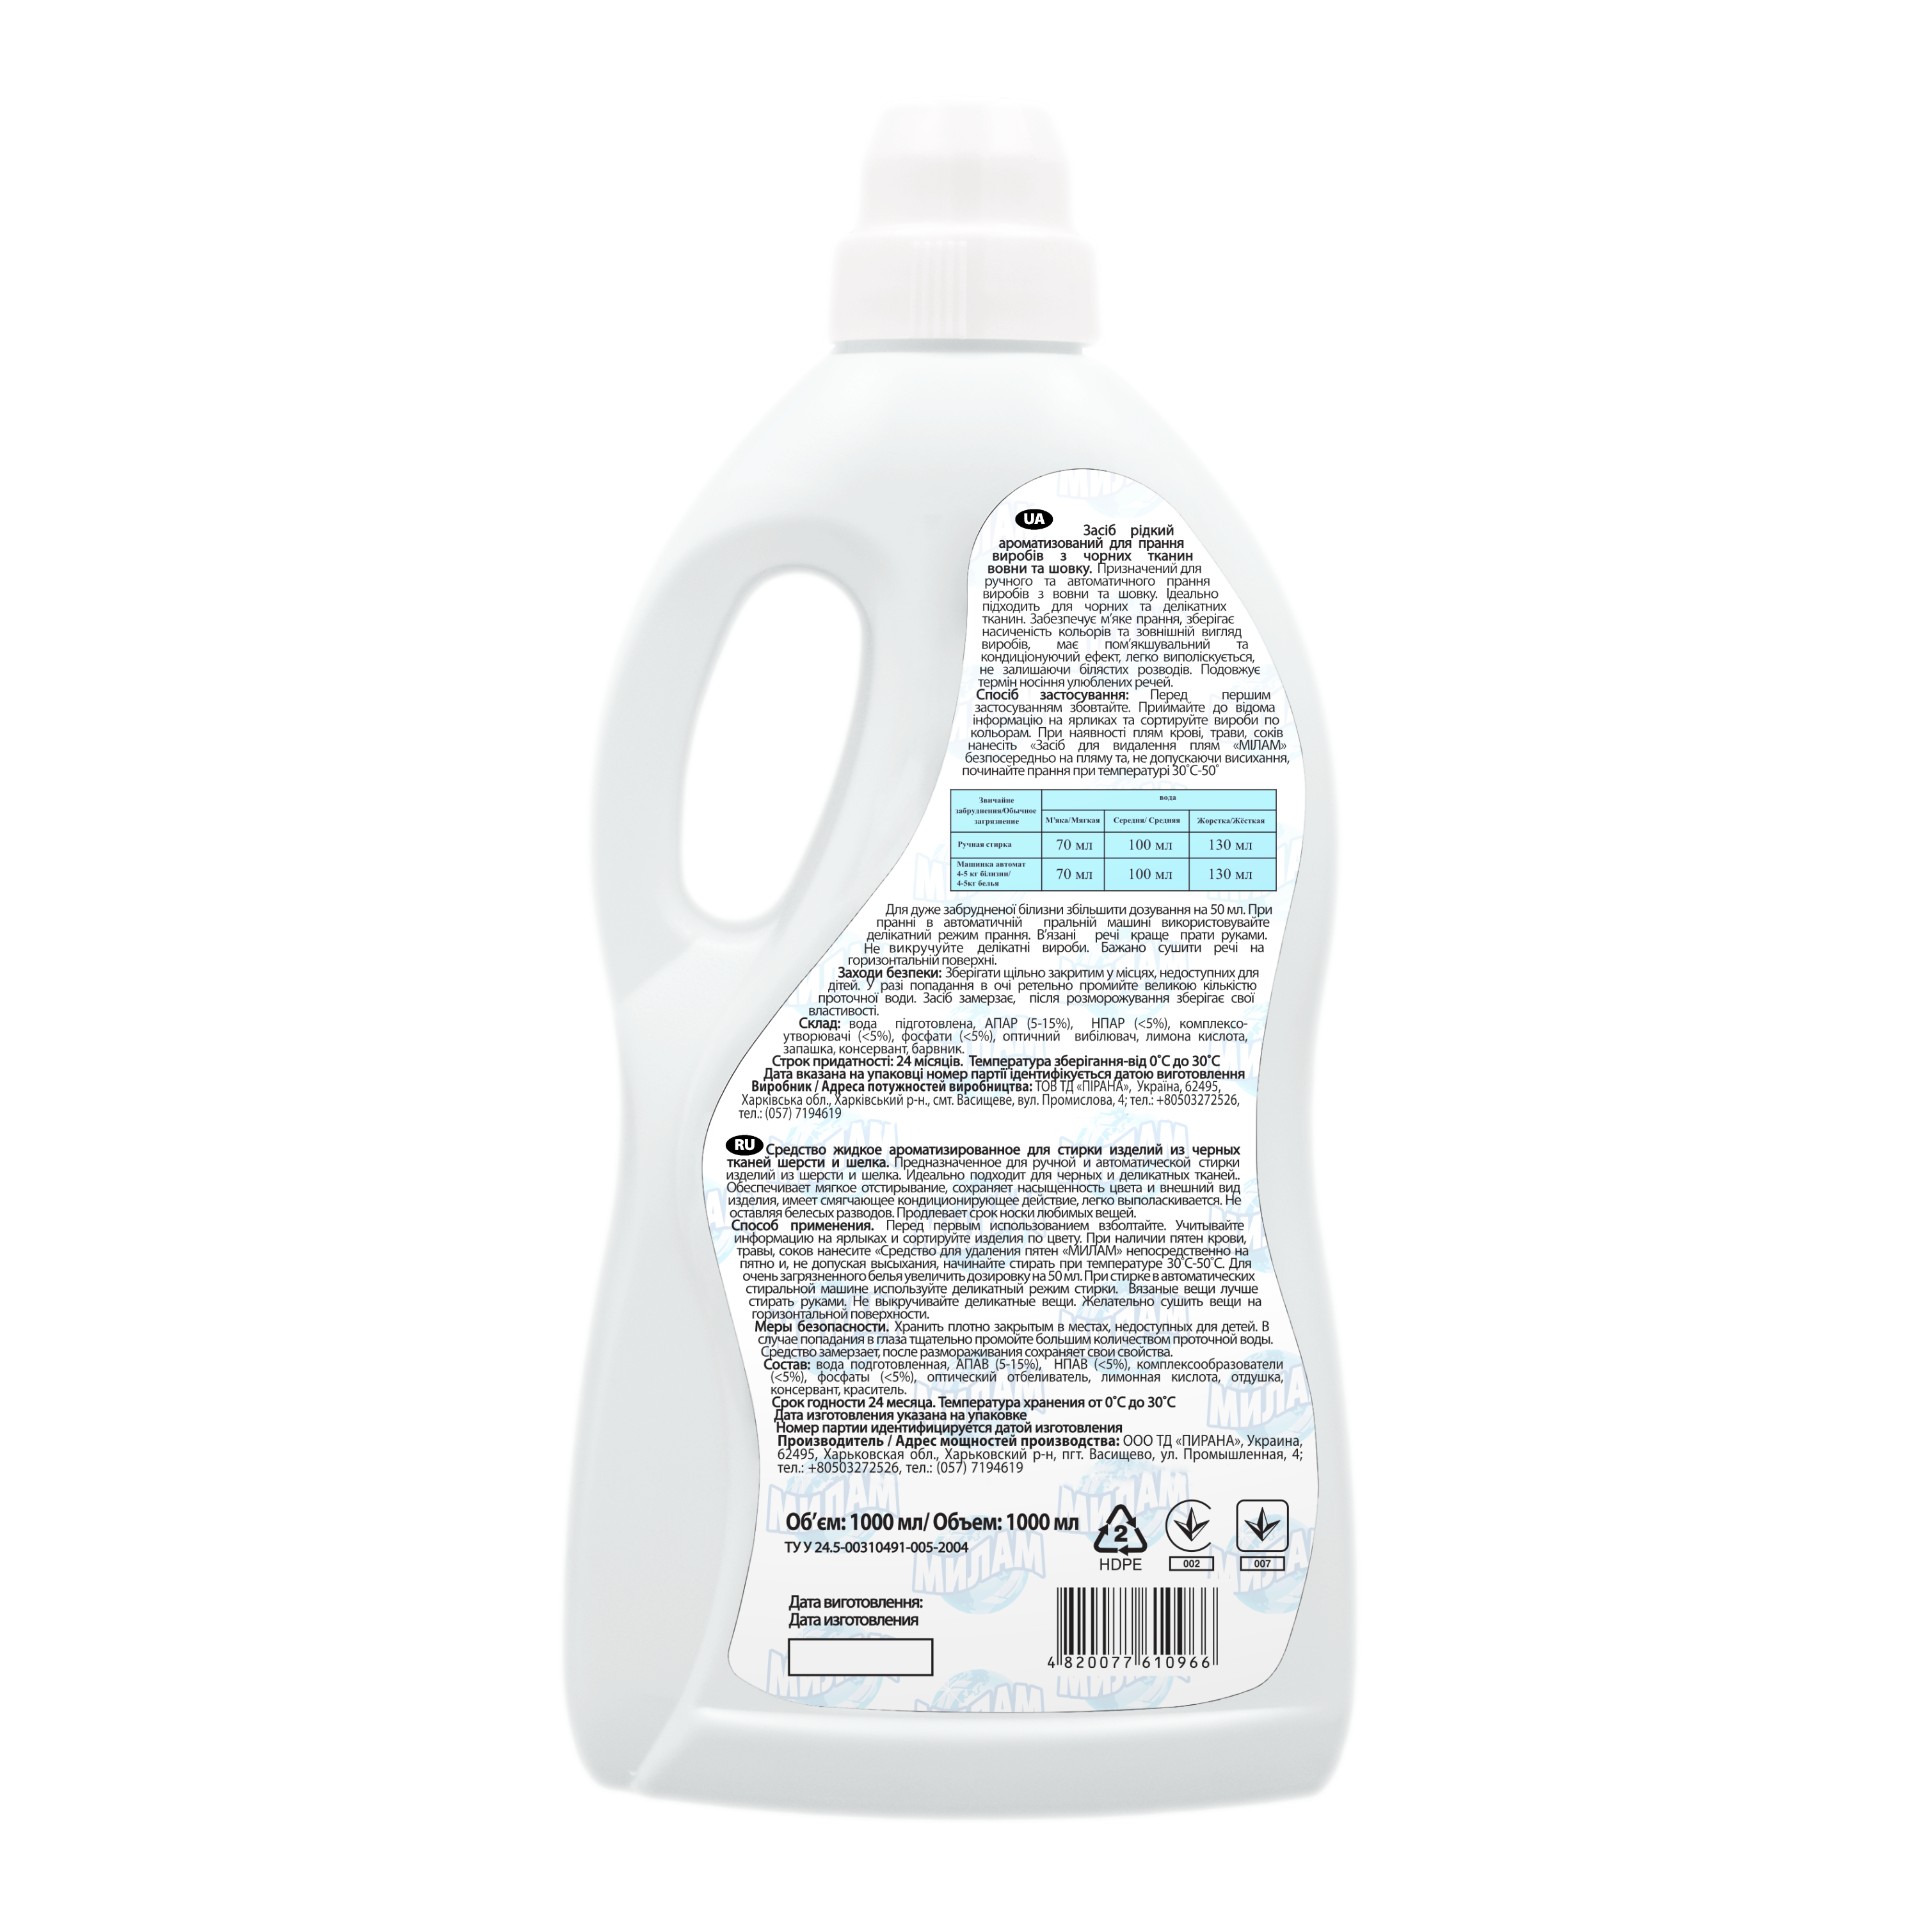 UA
Засіб рідкий
ароматизований для прання
виробів з чорних тканин
вовни та шовку. Призначений для
ручного та автоматичного прання
виробів з вовни та шовку. Ідеально
підходить для чорних та делікатних
тканин. Забезпечує м'яке прання, зберігає
насиченість кольорів та зовнішній вигляд
виробів, має пом'якшувальний та
кондиціонуючий ефект, легко виполіскується,
не залишаючи білястих розводів. Подовжує
термін носіння улюблених речей.
Спосіб застосування: Перед першим
застосуванням збовтайте. Приймайте до відома
інформацію на ярликах та сортируйте вироби по
кольорам. При наявності плям крові, трави, соків
нанесіть «Засіб для видалення плям «МІЛАМ»
безпосередньо на пляму та, не допускаючи висихання,
починайте прання при температурі 30˚С-50˚
Звичайне
забруднення/Обычное
загрязнение
вода
М'яка/Мягкая Середня/ Средняя Жорстка/Жёсткая
Ручная стирка 70 мл 100 мл 130 мл
Машинка автомат
4-5 кг білизни/
4-5кг белья
70 мл 100 мл 130 мл
Для дуже забрудненої білизни збільшити дозування на 50 мл. При
пранні в автоматичній пральній машині використовувайте
делікатний режим прання. В'язані речі краще прати руками.
Не викручуйте делікатні вироби. Бажано сушити речі на
горизонтальній поверхні.
Заходи безпеки: Зберігати щільно закритим у місцях, недоступних для
дітей. У разі попадання в очі ретельно промийте великою кількістю
проточної води. Засіб замерзає, після розморожування зберігає свої
властивості.
Склад: вода підготовлена, АПАР (5-15%), НПАР (<5%), комплексо-
утворювачі (<5%), фосфати (<5%), оптичний вибілювач, лимона кислота,
запашка, консервант, барвник.
Строк придатності: 24 місяців. Температура зберігання-від 0˚С до 30˚С
Дата вказана на упаковці номер партії ідентифікується датою виготовлення
Виробник / Адреса потужностей виробництва: ТОВ ТД «ПІРАНА», Україна, 62495,
Харківська обл., Харківський р-н., смт. Васищеве, вул. Промислова, 4; тел.: +80503272526,
тел.: (057) 7194619
RU Средство жидкое ароматизированное для стирки изделий из черных
тканей шерсти и шелка. Предназначенное для ручной и автоматической стирки
изделий из шерсти и шелка. Идеально подходит для черных и деликатных тканей..
Обеспечивает мягкое отстирывание, сохраняет насыщенность цвета и внешний вид
изделия, имеет смягчающее кондиционирующее действие, легко выполаскивается. Не
оставляя белесых разводов. Продлевает срок носки любимых вещей.
Способ применения. Перед первым использованием взболтайте. Учитывайте
информацию на ярлыках и сортируйте изделия по цвету. При наличии пятен крови,
травы, соков нанесите «Средство для удаления пятен «МИЛАМ» непосредственно на
пятно и, не допуская высыхания, начинайте стирать при температуре 30˚С-50˚С. Для
очень загрязненного белья увеличить дозировку на 50 мл. При стирке в автоматических
стиральной машине используйте деликатный режим стирки. Вязаные вещи лучше
стирать руками. Не выкручивайте деликатные вещи. Желательно сушить вещи на
горизонтальной поверхности.
Меры безопасности. Хранить плотно закрытым в местах, недоступных для детей. В
случае попадания в глаза тщательно промойте большим количеством проточной воды.
Средство замерзает, после размораживания сохраняет свои свойства.
Состав: вода подготовленная, АПАВ (5-15%), НПАВ (<5%), комплексообразователи
(<5%), фосфаты (<5%), оптический отбеливатель, лимонная кислота, отдушка,
консервант, краситель.
Срок годности 24 месяца. Температура хранения от 0˚С до 30˚С
Дата изготовления указана на упаковке
Номер партии идентифицируется датой изготовления
Производитель / Адрес мощностей производства: ООО ТД «ПИРАНА», Украина,
62495, Харьковская обл., Харьковский р-н, пгт. Васищево, ул. Промышленная, 4;
тел.: +80503272526, тел.: (057) 7194619
Об'єм: 1000 мл/ Объем: 1000 мл
ТУ У 24.5-00310491-005-2004
2
HDPE
002
007
Дата виготовлення:
Дата изготовления
4 820077 610966
МИЛАМ